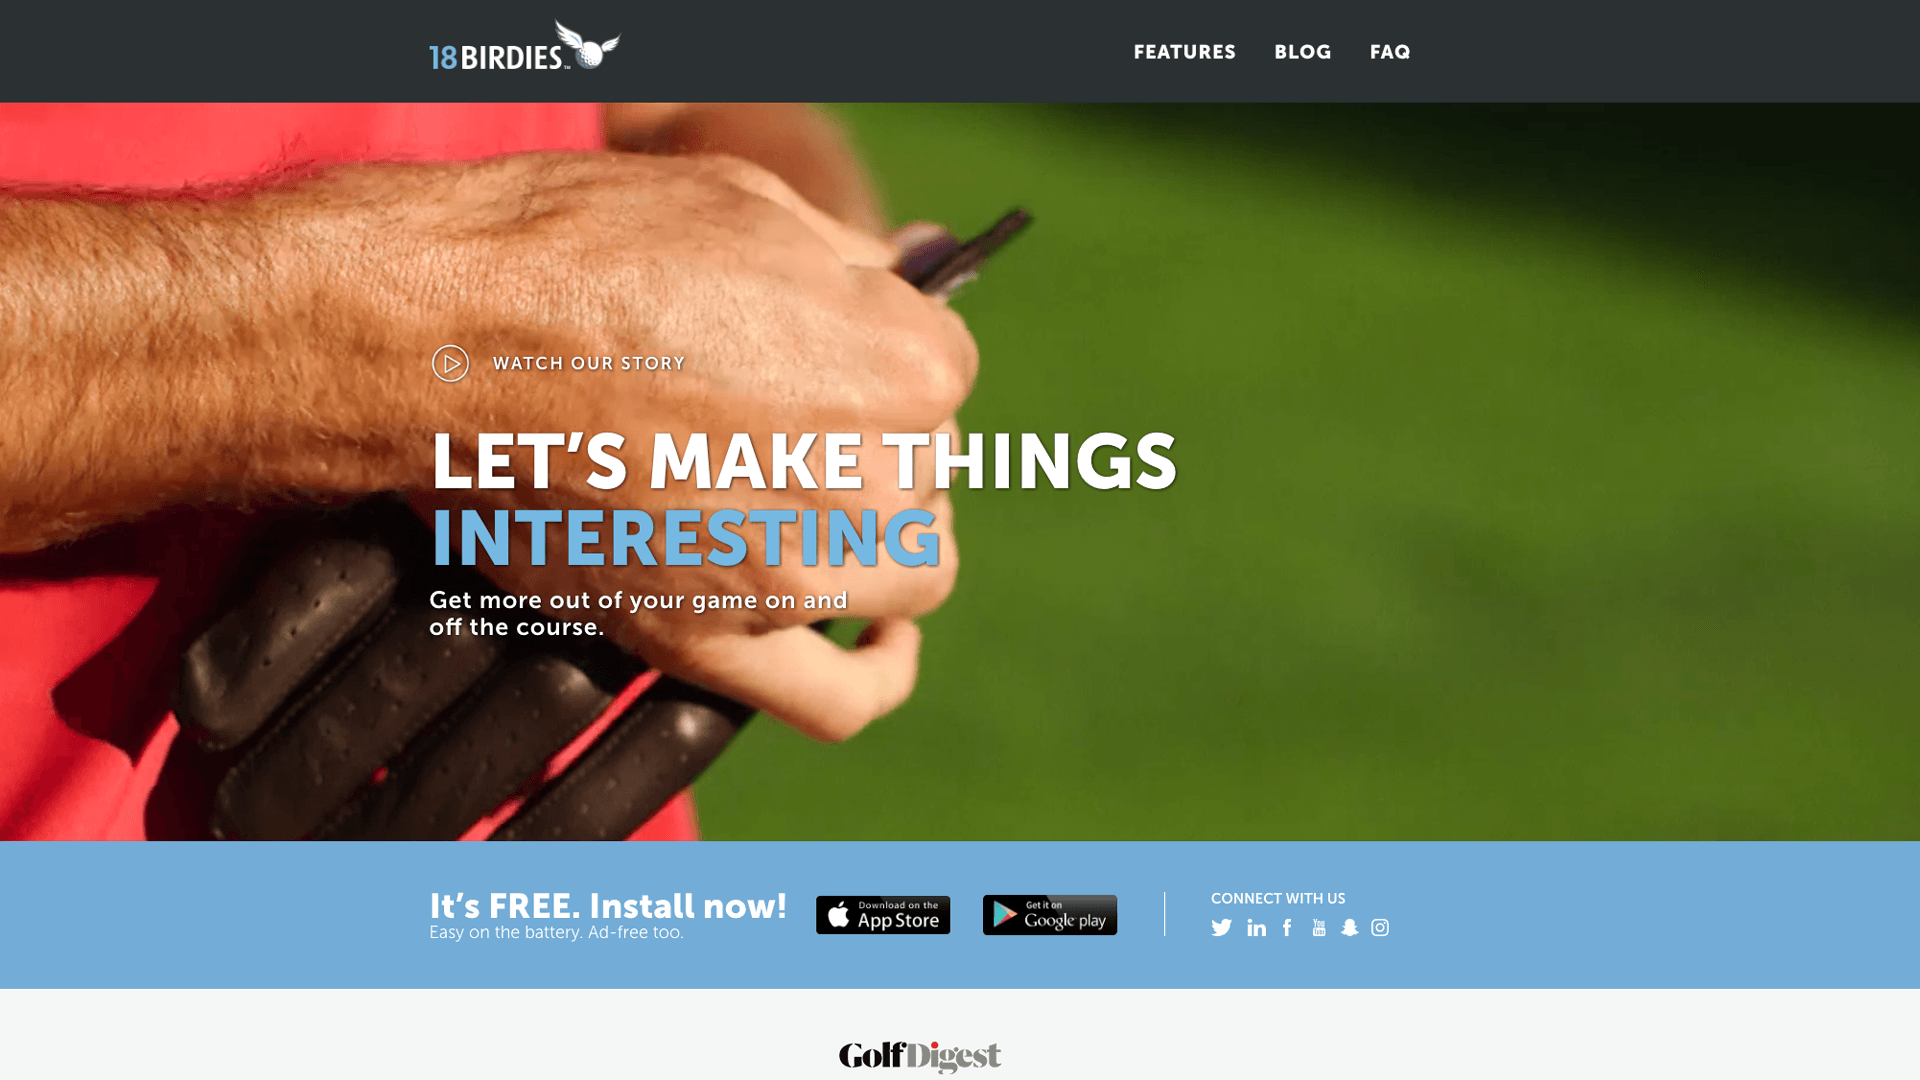 18BIRDIES™
FEATURES BLOG FAQ
WATCH OUR STORY
LET’S MAKE THINGS
INTERESTING
Get more out of your game on and
off the course.
It’s FREE. Install now!
Easy on the battery. Ad-free too.
Download on the
App Store
Get it on
Google play
CONNECT WITH US
You
Tube
GolfDigest